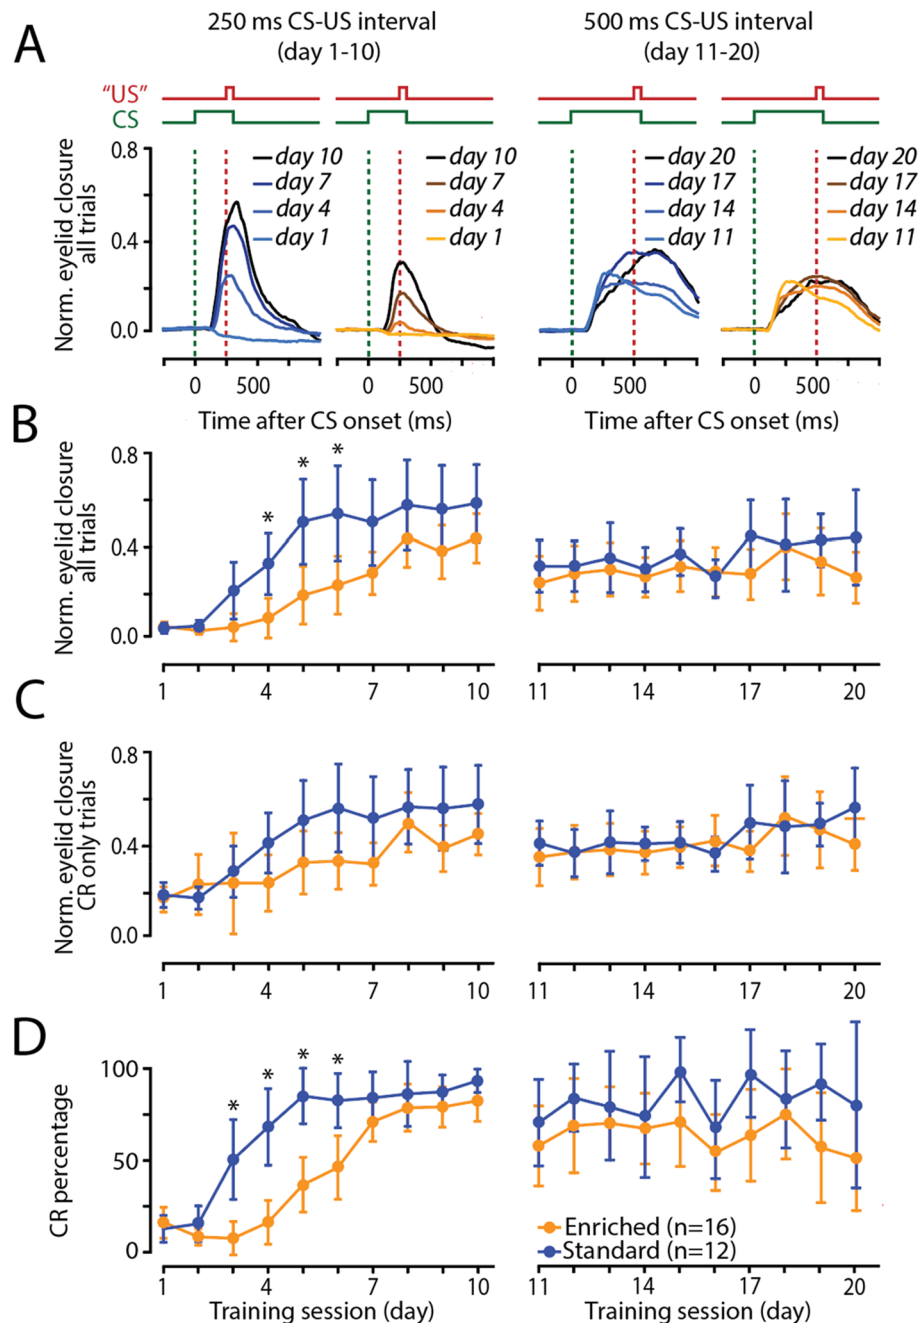 A
250 ms CS-US interval
(day 1-10)
500 ms CS-US interval
(day 11-20)
"US"
CS
Norm. eyelid closure
all trials
0.8
0.4
0.0
day 10
day 7
day 4
day 1
day 10
day 7
day 4
day 1
day 20
day 17
day 14
day 11
day 20
day 17
day 14
day 11
0 500
0 500
0 500
0 500
Time after CS onset (ms)
Time after CS onset (ms)
B
Norm. eyelid closure
all trials
0.8
0.4
0.0
* * *
1 4 7 10
11 14 17 20
C
Norm. eyelid closure
CR only trials
0.8
0.4
0.0
1 4 7 10
11 14 17 20
D
CR percentage
100
50
0
* * * *
Enriched (n=16)
Standard (n=12)
1 4 7 10
11 14 17 20
Training session (day)
Training session (day)